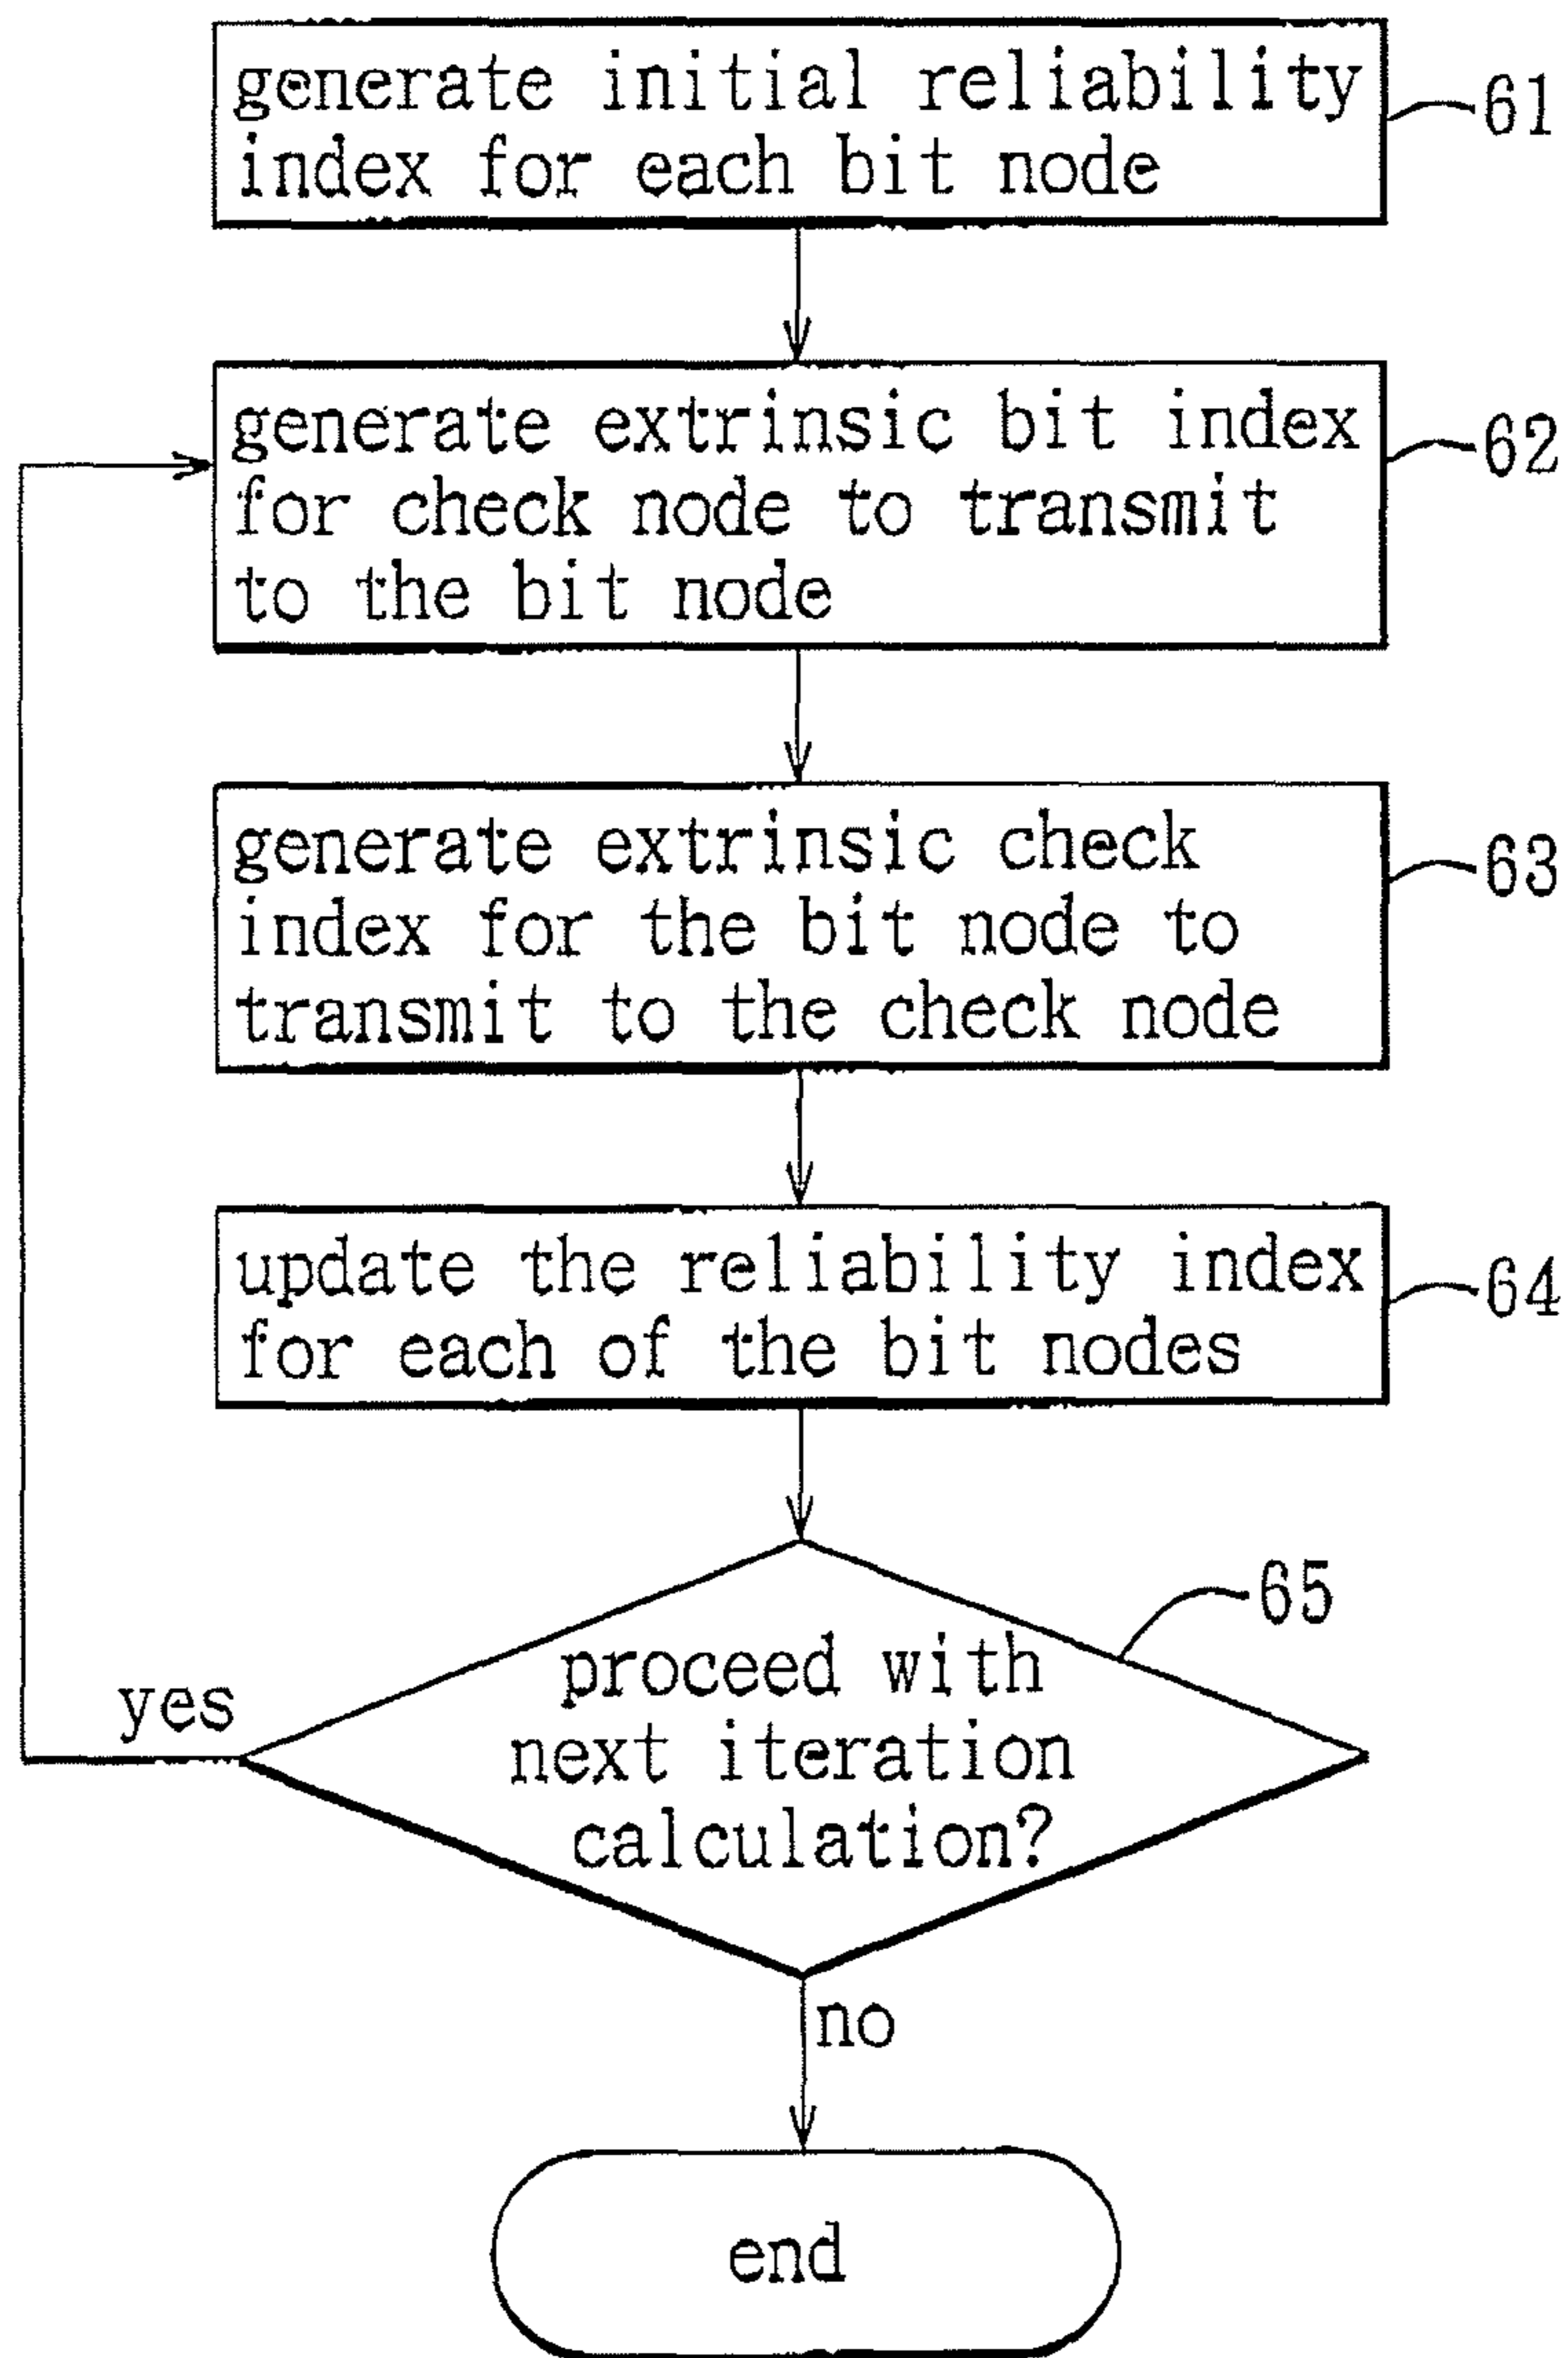 generate initial reliability
index for each bit node
61
generate extrinsic bit index
for check node to transmit
to the bit node
62
generate extrinsic check
index for the bit node to
transmit to the check node
63
update the reliability index
for each of the bit nodes
64
65
proceed with
next iteration
calculation?
yes
no
end